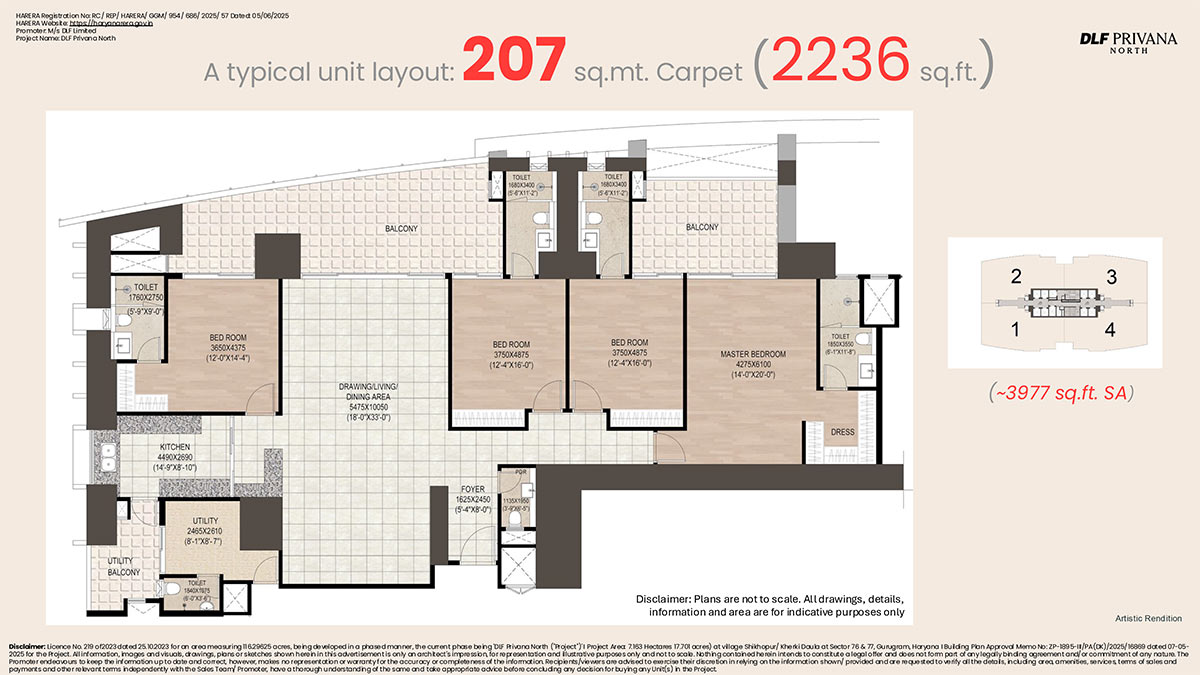 HARERA Registration No: RC/ REP/ HARERA/ GGM/ 954/ 686/ 2025/ 57 Dated: 05/06/2025
HARERA Website: https://haryanarera.gov.in
Promoter: M/s DLF Limited
Project Name: DLF Privana North
DLF PRIVANA
NORTH
A typical unit layout: 207 sq.mt. Carpet (2236 sq.ft.)
TOILET
1680X3400
(5'-6"X11'-2")
TOILET
1680X3400
(5'-6"X11'-2")
BALCONY
BALCONY
TOILET
1760X2750
(5'-9"X9'-0")
BED ROOM
3650X4375
(12'-0"X14'-4")
BED ROOM
3750X4875
(12'-4"X16'-0")
BED ROOM
3750X4875
(12'-4"X16'-0")
MASTER BEDROOM
4275X6100
(14'-0"X20'-0")
TOILET
1850X3550
(6'-1"X11'-8")
DRAWING/LIVING/
DINING AREA
5475X10050
(18'-0"X33'-0")
DRESS
KITCHEN
4490X2690
(14'-9"X8'-10")
FOYER
1625X2450
(5'-4"X8'-0")
PDR
1135X1950
UTILITY
2465X2610
(8'-1"X8'-7")
UTILITY
BALCONY
TOILET
1840X1075
(6'-0"X3'-6")
2
3
1
4
(~3977 sq.ft. SA)
Disclaimer: Plans are not to scale. All drawings, details,
information and area are for indicative purposes only
Artistic Rendition
Disclaimer: Licence No. 219 of 2023 dated 25.10.2023 for an area measuring 116.29625 acres, being developed in a phased manner, the current phase being 'DLF Privana North ("Project")' I Project Area: 7.163 Hectares 17.701 acres) at village Shikhopur/ Kherki Daula at Sector 76 & 77, Gurugram, Haryana I Building Plan Approval Memo No: ZP-1895-III/PA(DK)/2025/16869 dated 07-05-
2025 for the Project. All information, images and visuals, drawings, plans or sketches shown herein in this advertisement is only an architect's impression, for representation and illustrative purposes only and not to scale. Nothing contained herein intends to constitute a legal offer and does not form part of any legally binding agreement and/or commitment of any nature. The
Promoter endeavours to keep the information up to date and correct, however, makes no representation or warranty for the accuracy or completeness of the information. Recipients/viewers are advised to exercise their discretion in relying on the information shown/ provided and are requested to verify all the details, including area, amenities, services, terms of sales and
payments and other relevant terms independently with the Sales Team/ Promoter, have a thorough understanding of the same and take appropriate advice before concluding any decision for buying any Unit(s) in the Project.